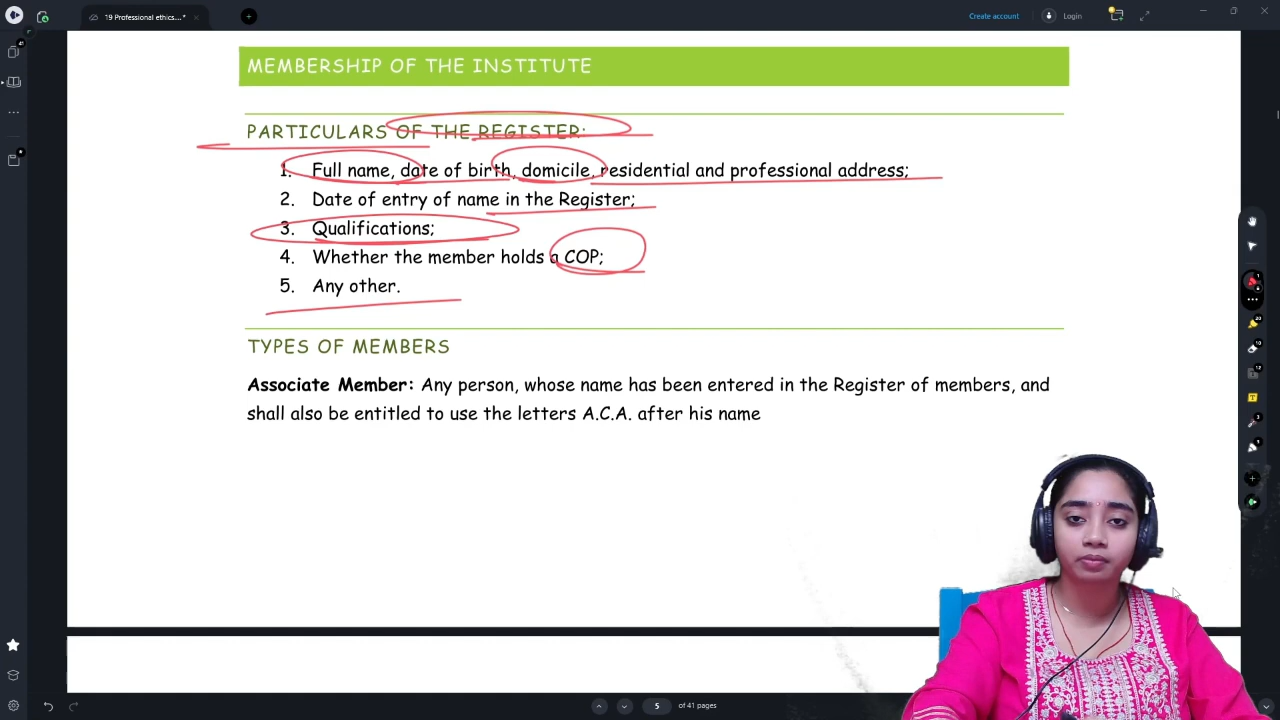 19 Professional ethics....*
Create account
Login
MEMBERSHIP OF THE INSTITUTE
PARTICULARS OF THE REGISTER:
1. Full name, date of birth, domicile, residential and professional address;
2. Date of entry of name in the Register;
3. Qualifications;
4. Whether the member holds a COP;
5. Any other.
TYPES OF MEMBERS
Associate Member: Any person, whose name has been entered in the Register of members, and
shall also be entitled to use the letters A.C.A. after his name
5 of 41 pages